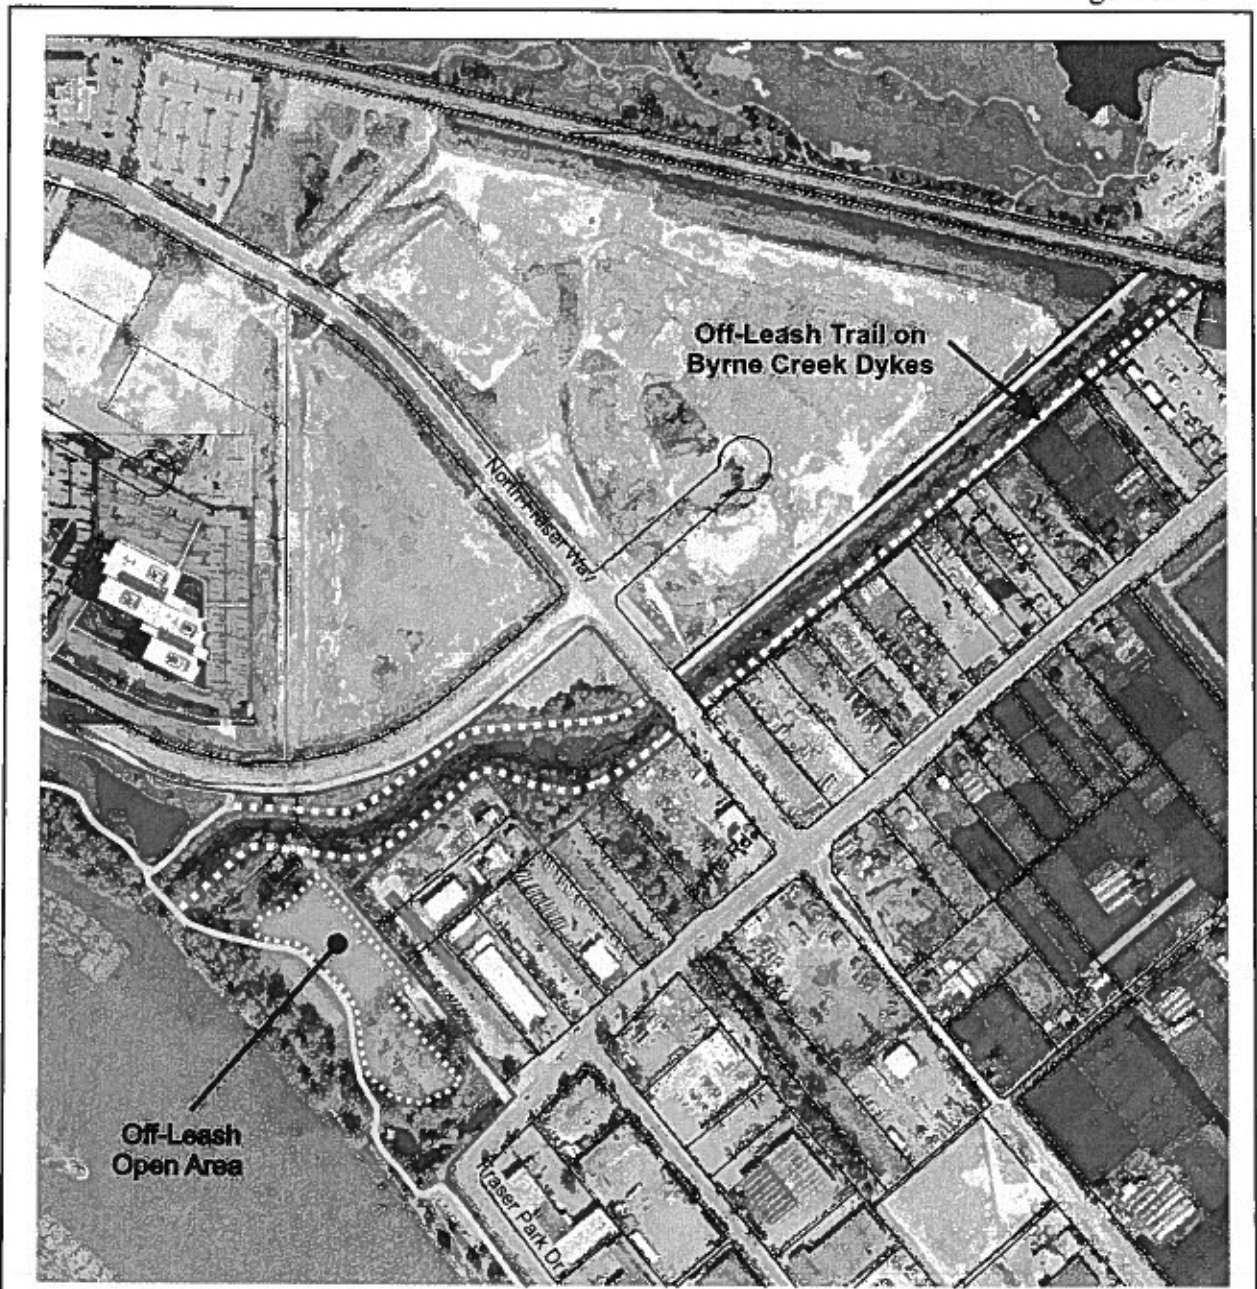 Off-Leash Trail on
Byrne Creek Dykes
North Fraser Way
Off-Leash
Open Area
Fraser Park Dr